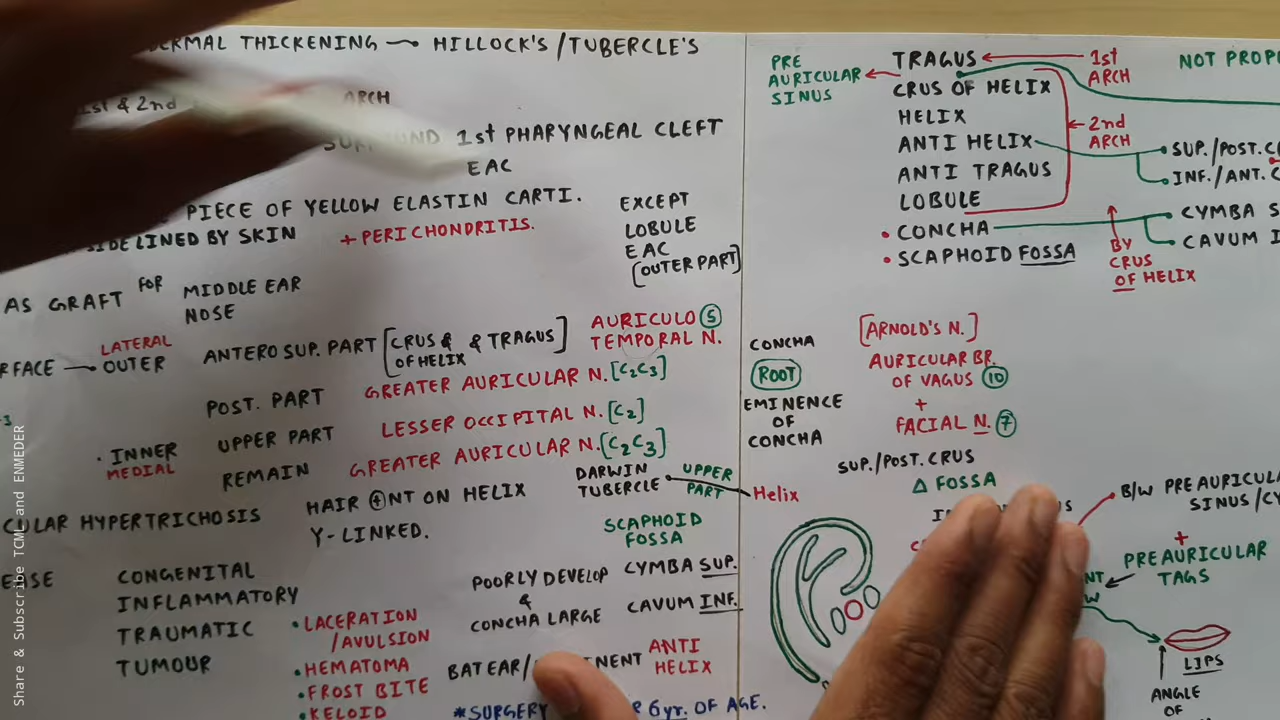 THICKENING → HILLOCK'S/TUBERCLE'S
1st & 2nd ARCH
1st PHARYNGEAL CLEFT
EAC
PIECE OF YELLOW ELASTIN CARTI.
LINED BY SKIN
+ PERICHONDRITIS.
EXCEPT
LOBULE
EAC
[OUTER PART]
AS GRAFT FOR MIDDLE EAR
NOSE
LATERAL
→ OUTER
ANTERO SUP. PART [CRUS & & TRAGUS]
OF HELIX
AURICULO 5
TEMPORAL N.
POST. PART GREATER AURICULAR N. [C2C3]
• INNER
MEDIAL
UPPER PART LESSER OCCIPITAL N. [C2]
REMAIN GREATER AURICULAR N. [C2C3]
HYPERTRICHOSIS HAIR +NT ON HELIX
Y-LINKED.
DARWIN
TUBERCLE
UPPER
PART
Helix
SCAPHOID
FOSSA
CONGENITAL
INFLAMMATORY
TRAUMATIC
TUMOUR
• LACERATION
/AVULSION
• HEMATOMA
• FROST BITE
• KELOID
POORLY DEVELOP
&
CONCHA LARGE
CYMBA SUP.
CAVUM INF.
BAT EAR/
ANTI
HELIX
*SURGERY 6yr. OF AGE.
PRE
AURICULAR
SINUS
TRAGUS
1st
ARCH
NOT
CRUS OF HELIX
HELIX
ANTI HELIX
ANTI TRAGUS
LOBULE
2nd
ARCH
• CONCHA
• SCAPHOID FOSSA
SUP./POST.
INF./ANT.
CYMBA
CAVUM
BY
CRUS
OF HELIX
CONCHA
ROOT
EMINENCE
OF
CONCHA
[ARNOLD'S N.]
AURICULAR BR.
OF VAGUS 10
+
FACIAL N. 7
SUP./POST. CRUS
Δ FOSSA
B/W
+
PREAURICULAR
TAGS
LIPS
ANGLE
OF
Share & Subscribe TCML and ENMEDER